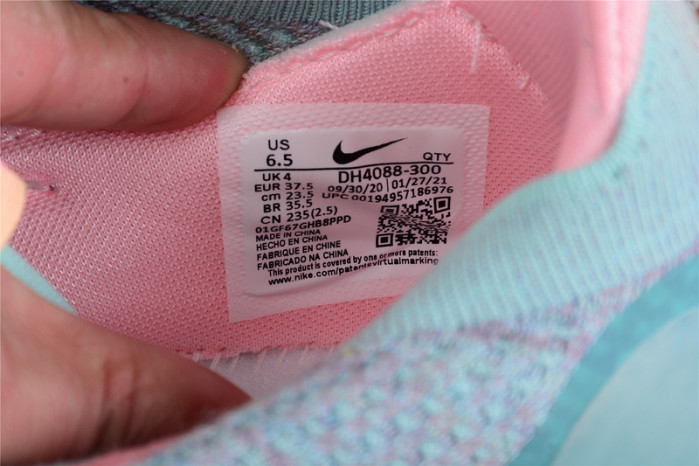 US
6.5
QTY
UK 4
DH4088-300
EUR 37.5
09/30/20 | 01/27/21
cm 23.5
UPC 00194957186976
BR 35.5
CN 235(2.5)
01GF67GHB8PPD
MADE IN CHINA
HECHO EN CHINA
FABRIQUE EN CHINE
FABRICADO NA CHINA
This product is covered by one or more patents:
www.nike.com/patentsvirtualmarking